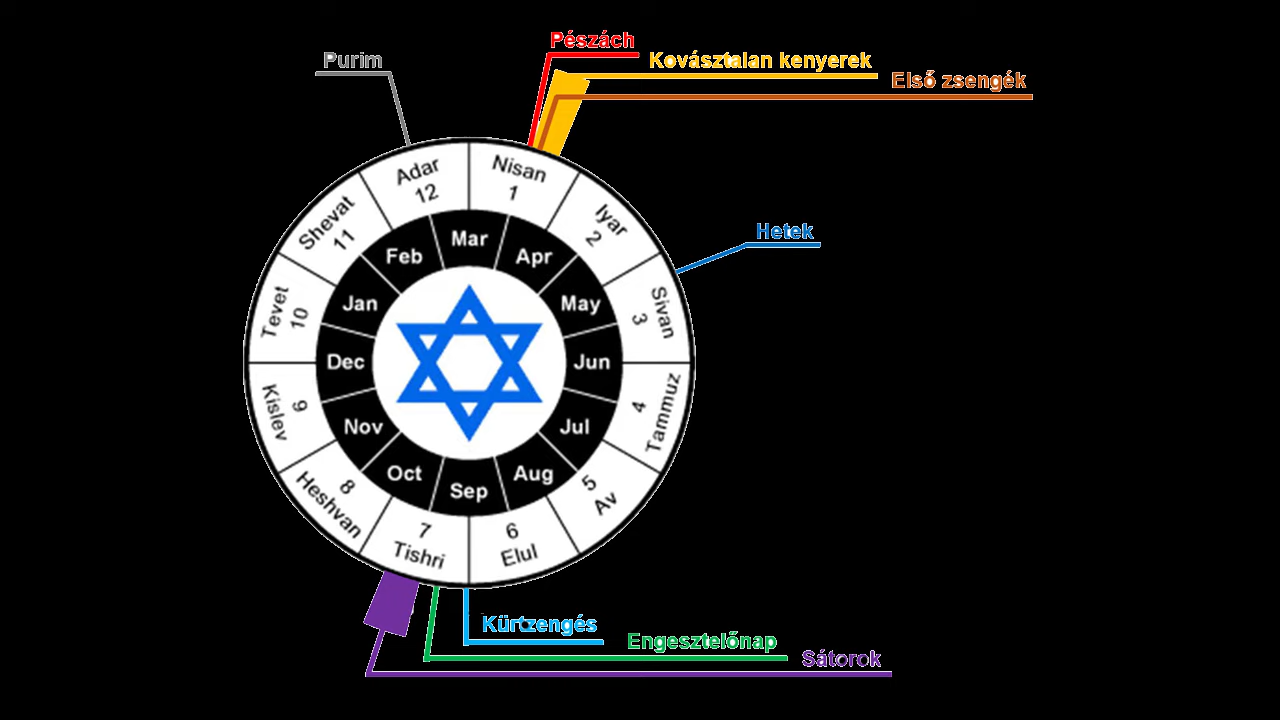 Pészách
Purim
Kovásztalan kenyerek
Első zsengék
Hetek
Nisan
1
Iyar
2
Sivan
3
Tammuz
4
Av
5
Elul
6
Tishri
7
Heshvan
8
Kislev
9
Tevet
10
Shevat
11
Adar
12
Mar
Apr
May
Jun
Jul
Aug
Sep
Oct
Nov
Dec
Jan
Feb
Kürtzengés
Engesztelőnap
Sátorok